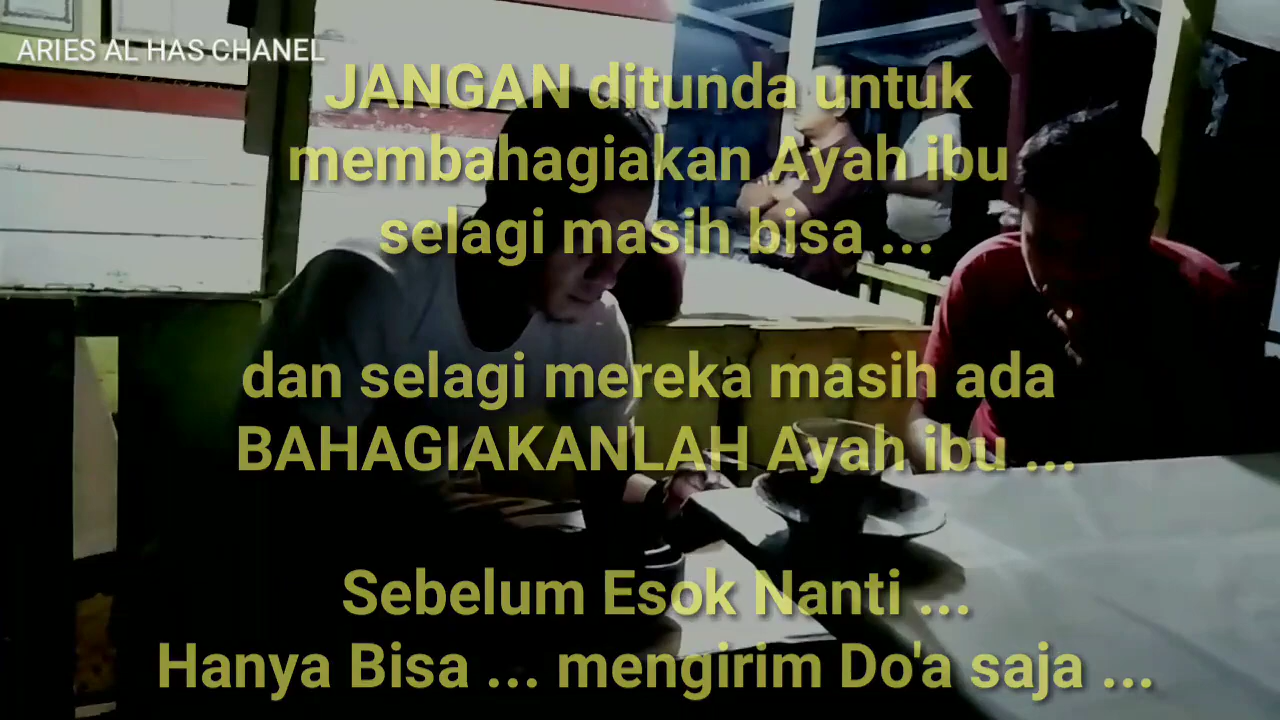 ARIES AL HAS CHANEL
JANGAN ditunda untuk
membahagiakan Ayah ibu
selagi masih bisa ...
dan selagi mereka masih ada
BAHAGIAKANLAH Ayah ibu ...
Sebelum Esok Nanti ...
Hanya Bisa ... mengirim Do'a saja ...